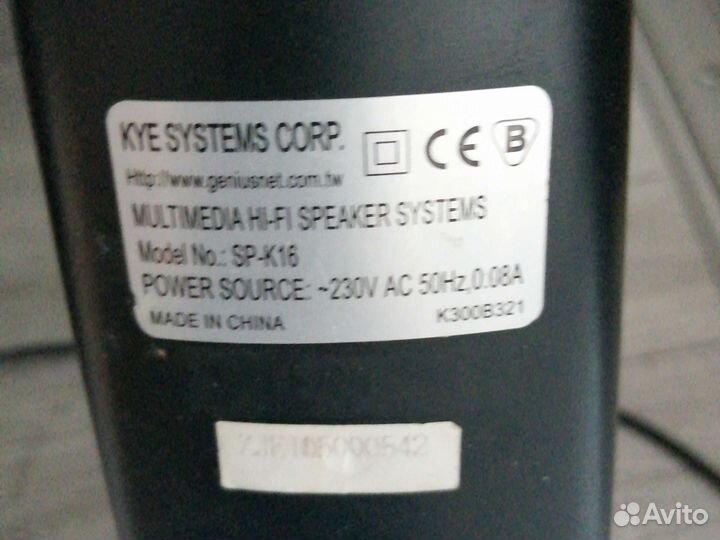 KYE SYSTEMS CORP.
CE B
Http://www.geniusnet.com.tw
MULTIMEDIA HI-FI SPEAKER SYSTEMS
Model No.: SP-K16
POWER SOURCE: ~230V AC 50Hz,0.08A
MADE IN CHINA
K300B321
Avito